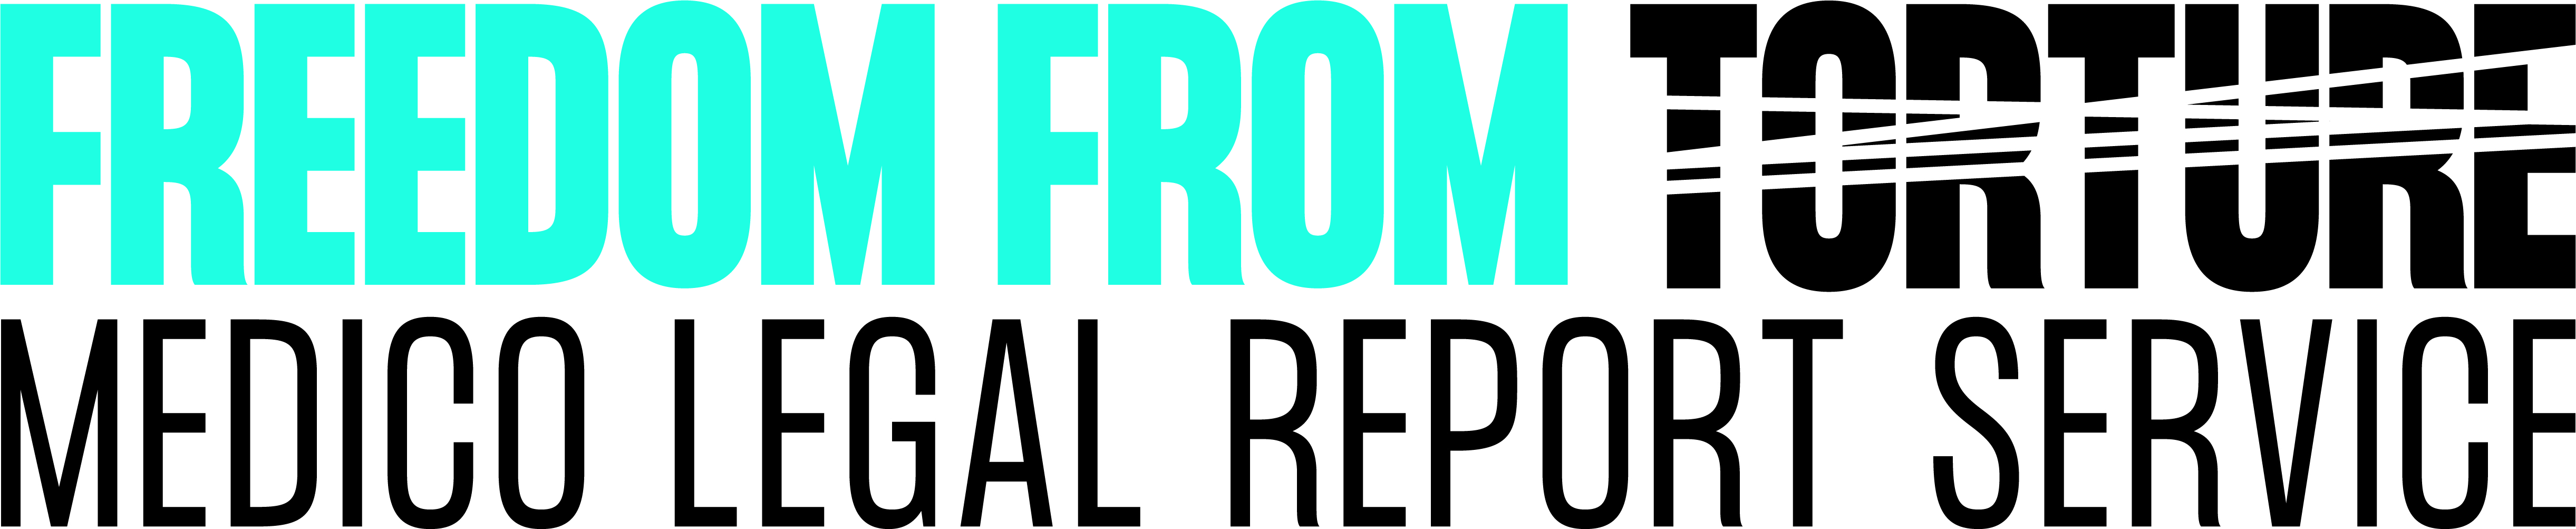 FREEDOM FROM TORTURE
MEDICO LEGAL REPORT SERVICE